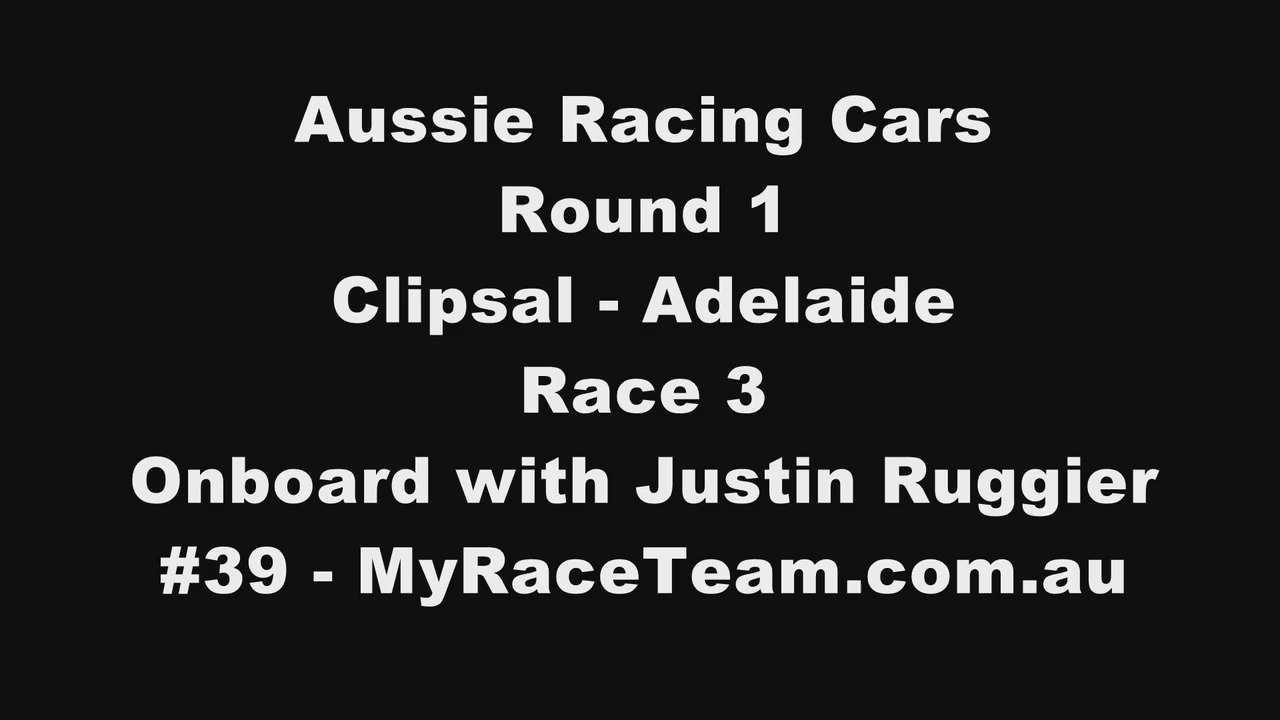 Aussie Racing Cars
Round 1
Clipsal - Adelaide
Race 3
Onboard with Justin Ruggier
#39 - MyRaceTeam.com.au